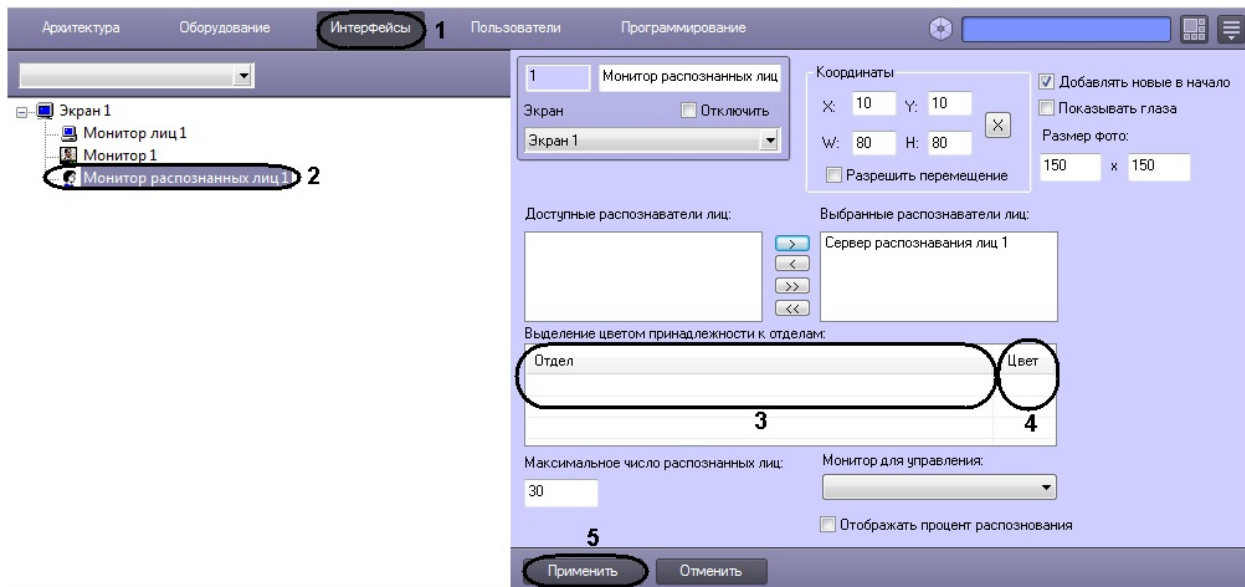 Архитектура Оборудование Интерфейсы 1 Пользователи Программирование
Экран 1
Монитор лиц 1
Монитор 1
Монитор распознанных лиц 1 2
1 Монитор распознанных лиц
Экран Отключить
Экран 1
Координаты
X: 10 Y: 10
W: 80 H: 80
X
Разрешить перемещение
Добавлять новые в начало
Показывать глаза
Размер фото:
150 x 150
Доступные распознаватели лиц:
>
<
>>
<<
Выбранные распознаватели лиц:
Сервер распознавания лиц 1
Выделение цветом принадлежности к отделам:
Отдел Цвет
3 4
Максимальное число распознанных лиц:
30
Монитор для управления:
Отображать процент распознования
5
Применить Отменить